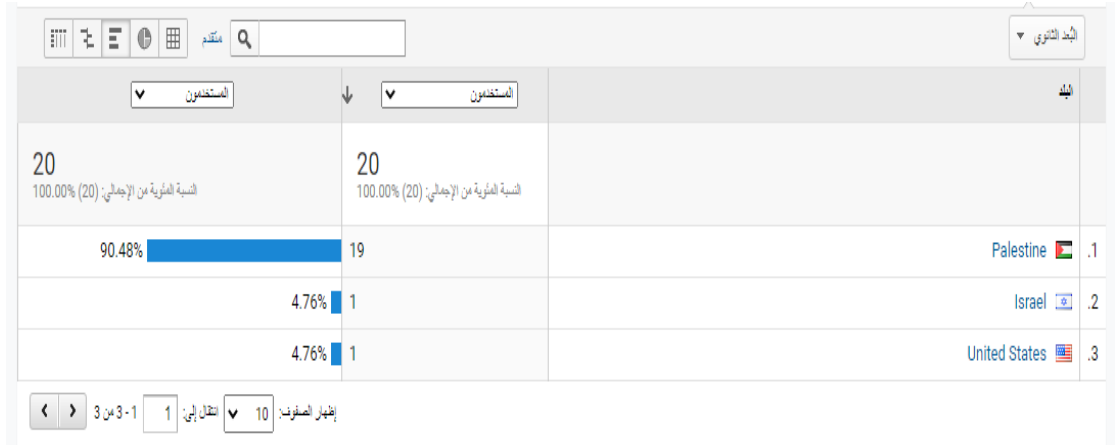 البُعد الثانوي
متقدم
البلد
المستخدمون
المستخدمون
20
النسبة المئوية من الإجمالي: 100.00% (20)
20
النسبة المئوية من الإجمالي: 100.00% (20)
.1 Palestine 19 90.48%
.2 Israel 1 4.76%
.3 United States 1 4.76%
إظهار الصفوف: 10 انتقال إلى: 1 1 - 3 من 3